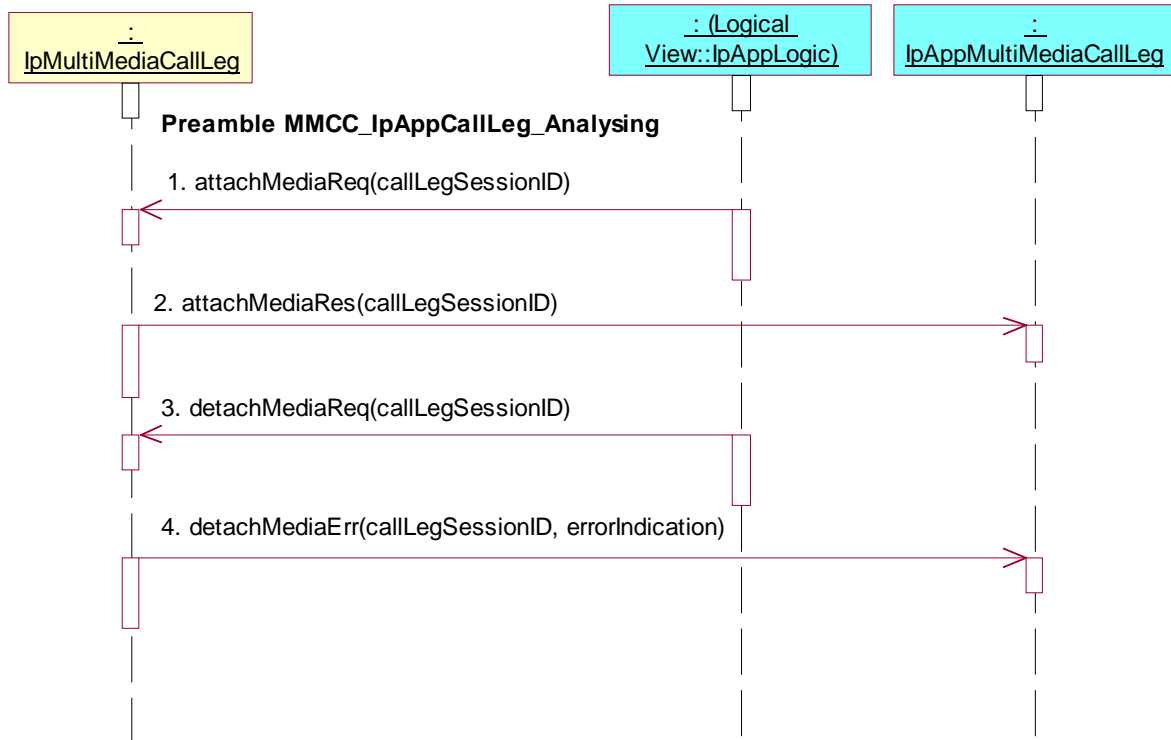 :
IpMultiMediaCallLeg
: (Logical
View::IpAppLogic)
:
IpAppMultiMediaCallLeg
Preamble MMCC_IpAppCallLeg_Analysing
1. attachMediaReq(callLegSessionID)
2. attachMediaRes(callLegSessionID)
3. detachMediaReq(callLegSessionID)
4. detachMediaErr(callLegSessionID, errorIndication)